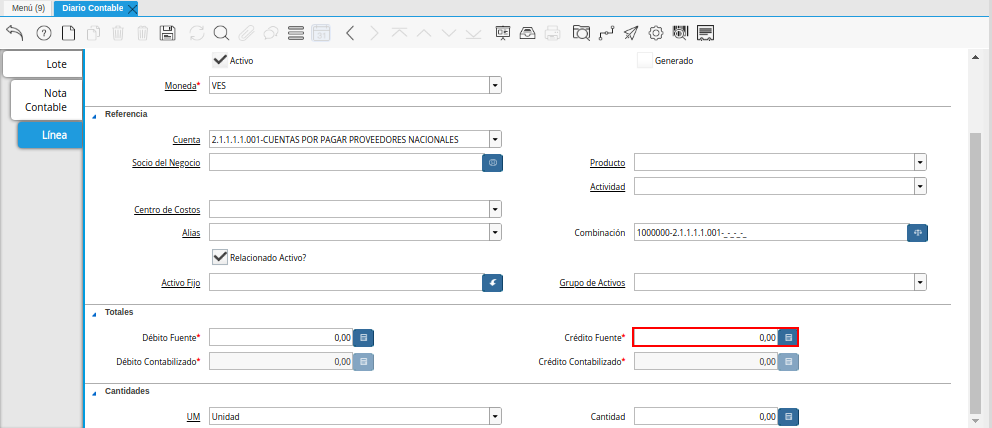 Menú (9) Diario Contable
Lote
Nota
Contable
Línea
Activo Generado
Moneda* VES
Referencia
Cuenta 2.1.1.1.1.001-CUENTAS POR PAGAR PROVEEDORES NACIONALES
Socio del Negocio Producto
Actividad
Centro de Costos
Alias Combinación 1000000-2.1.1.1.1.001-_-_-_-_
Relacionado Activo?
Activo Fijo Grupo de Activos
Totales
Débito Fuente* 0,00 Crédito Fuente* 0,00
Débito Contabilizado* 0,00 Crédito Contabilizado* 0,00
Cantidades
UM Unidad Cantidad 0,00